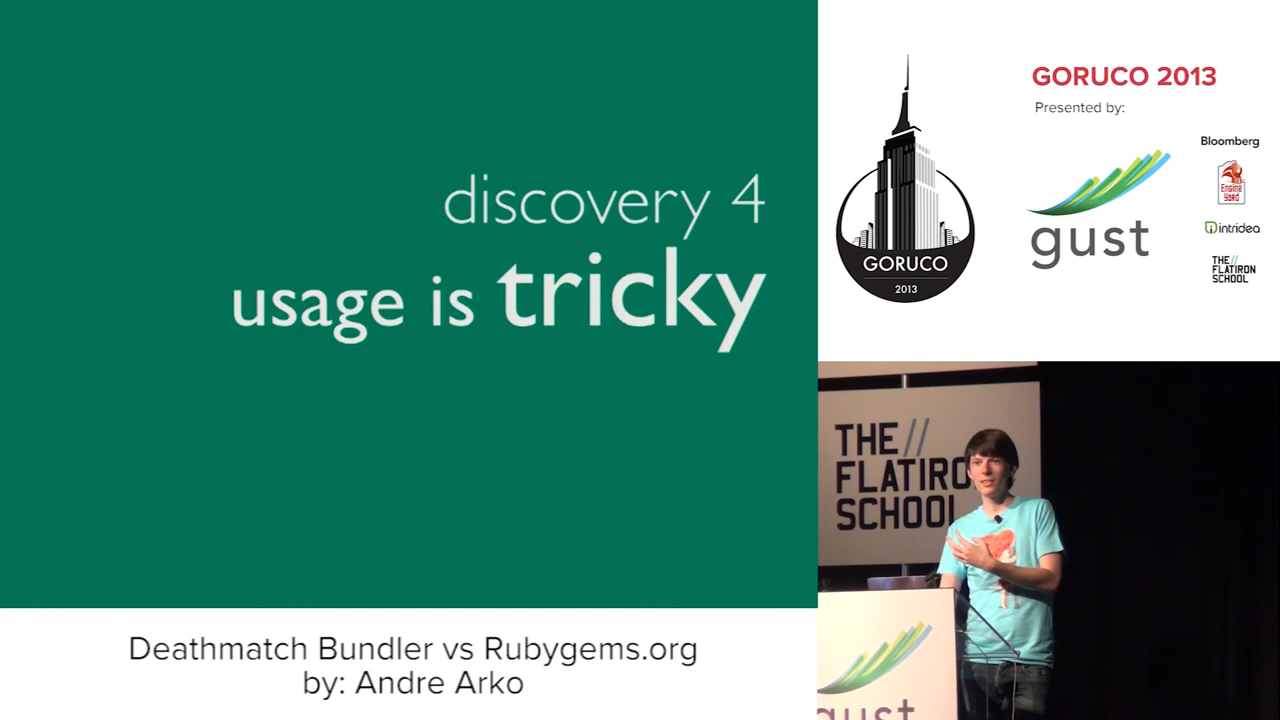 discovery 4
usage is tricky
Deathmatch Bundler vs Rubygems.org
by: Andre Arko
GORUCO 2013
Presented by:
GORUCO
2013
gust
Bloomberg
Engine
Yard
intridea
THE//
FLATIRON
SCHOOL
THE//
FLATIRO
SCHOOL
gust